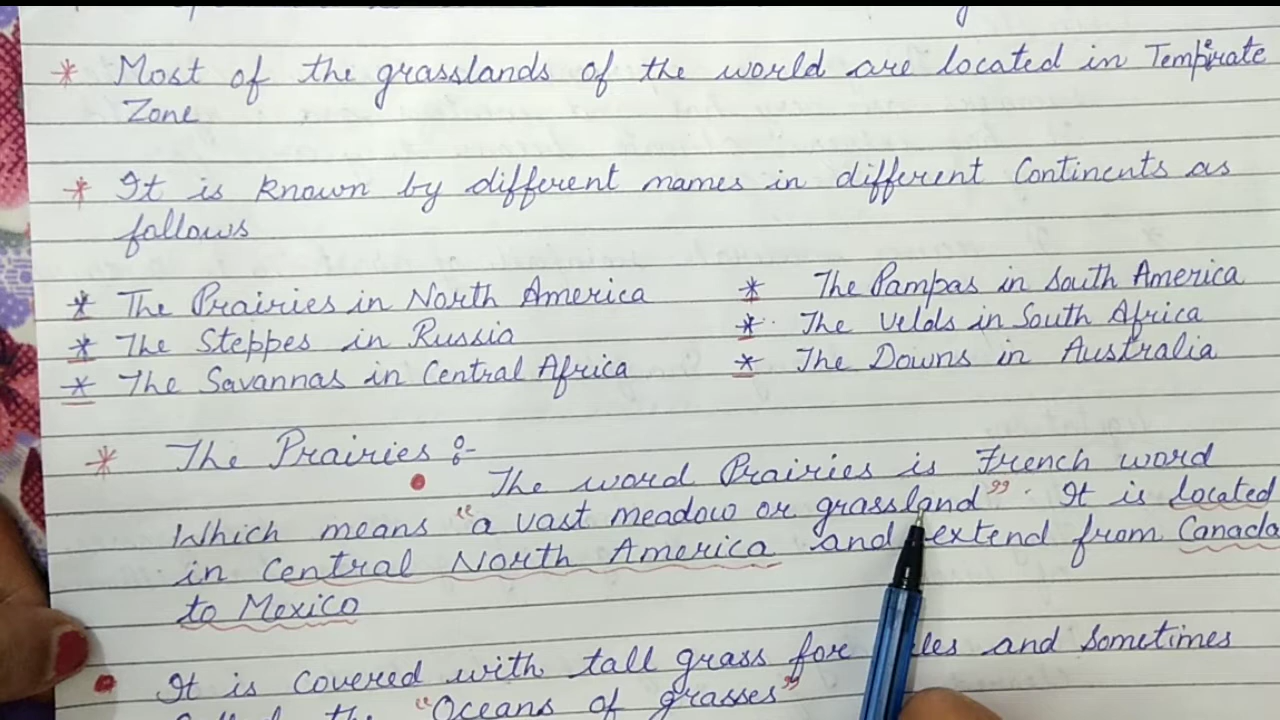 * Most of the grasslands of the world are located in Temperate
Zone
* It is known by different names in different Continents as
follows
* The Prairies in North America * The Pampas in South America
* The Steppes in Russia * The Velds in South Africa
* The Savannas in Central Africa * The Downs in Australia
* The Prairies :-
• The word Prairies is French word
Which means "a vast meadow or grassland". It is located
in Central North America and extend from Canada
to Mexico
• It is covered with tall grass for and sometimes
the "Oceans of grasses"